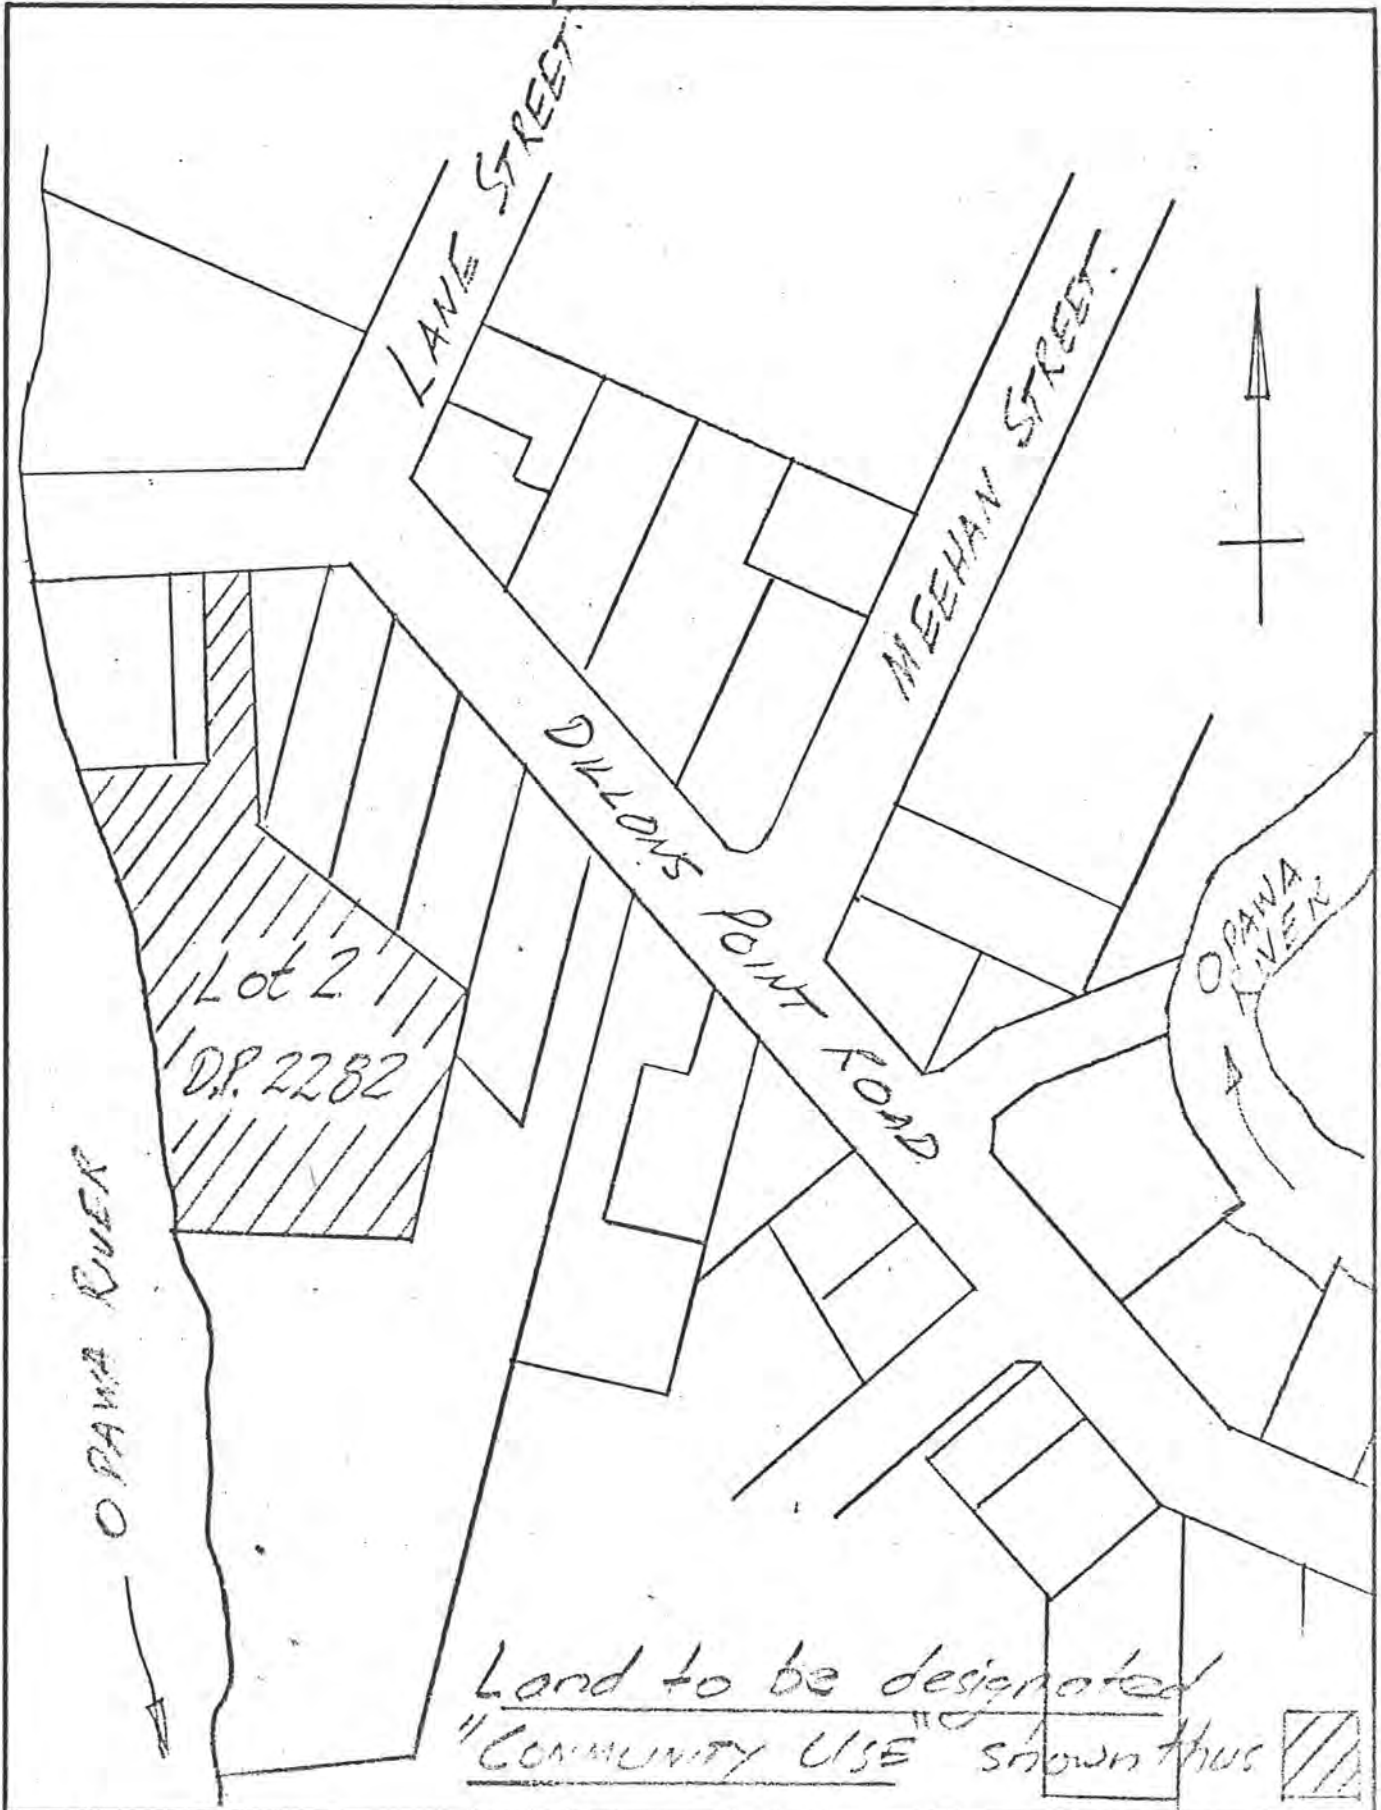 LANE STREET.
MEEHAN STREET.
DILLONS POINT ROAD
OPAWA
RIVER
Lot 2
D.P. 2282
OPAWA RIVER
Land to be designated
"COMMUNITY USE" shown thus